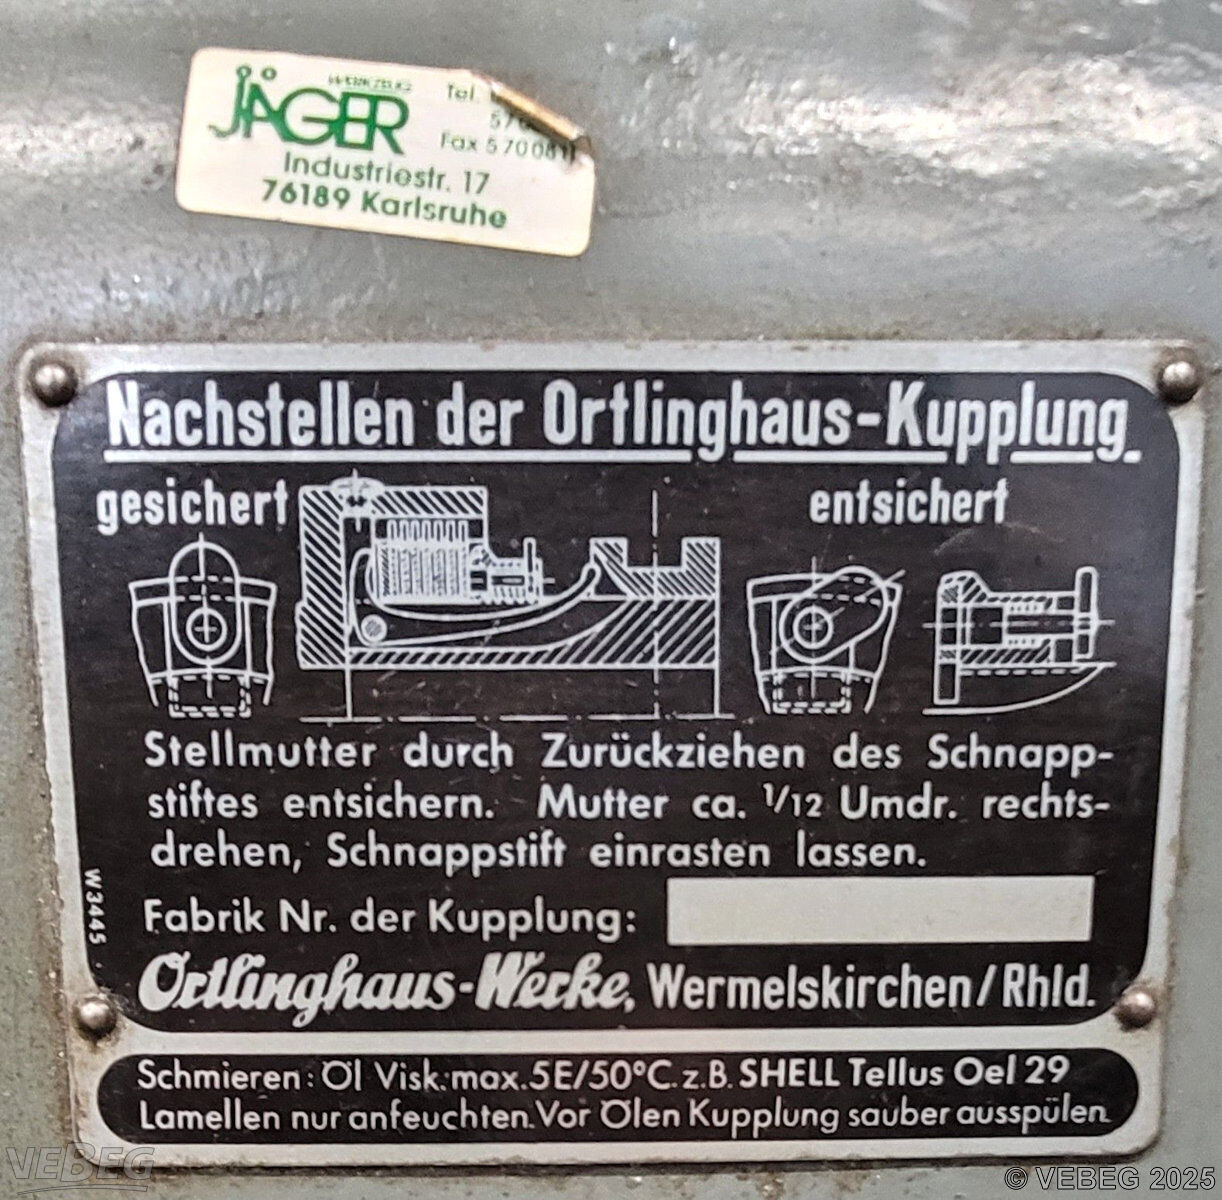 WERKZEUG
JÄGER
Tel.
Fax 570081
Industriestr. 17
76189 Karlsruhe
Nachstellen der Ortlinghaus-Kupplung
gesichert
entsichert
Stellmutter durch Zurückziehen des Schnapp-
stiftes entsichern. Mutter ca. 1/12 Umdr. rechts-
drehen, Schnappstift einrasten lassen.
W3445
Fabrik Nr. der Kupplung:
Ortlinghaus-Werke, Wermelskirchen/Rhld.
Schmieren: Öl Visk. max. 5E/50°C. z.B. SHELL Tellus Oel 29
Lamellen nur anfeuchten. Vor Ölen Kupplung sauber ausspülen
VEBEG
© VEBEG 2025